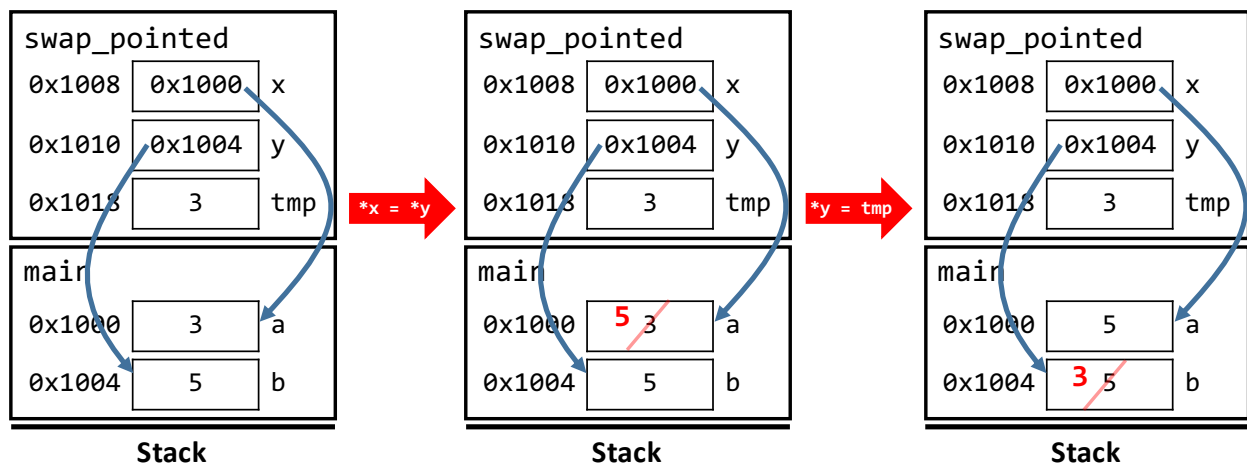 swap_pointed
0x1008 0x1000 x
0x1010 0x1004 y
0x1018 3 tmp
main
0x1000 3 a
0x1004 5 b
Stack
*x = *y
swap_pointed
0x1008 0x1000 x
0x1010 0x1004 y
0x1018 3 tmp
main
0x1000 5 3 a
0x1004 5 b
Stack
*y = tmp
swap_pointed
0x1008 0x1000 x
0x1010 0x1004 y
0x1018 3 tmp
main
0x1000 5 a
0x1004 3 5 b
Stack